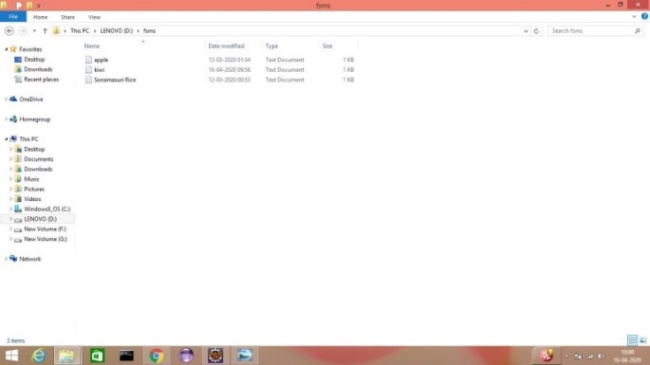 fsms
File Home Share View
This PC LENOVO (D:) fsms
Search fsms
Name Date modified Type Size
Favorites
Desktop
Downloads
Recent places
OneDrive
Homegroup
This PC
Desktop
Documents
Downloads
Music
Pictures
Videos
Windows8_OS (C:)
LENOVO (D:)
New Volume (F:)
New Volume (G:)
Network
apple 12-03-2020 01:34 Text Document 1 KB
kiwi 16-04-2020 09:56 Text Document 1 KB
Sonamasuri Rice 12-03-2020 00:53 Text Document 1 KB
3 items
10:00
16-04-2020